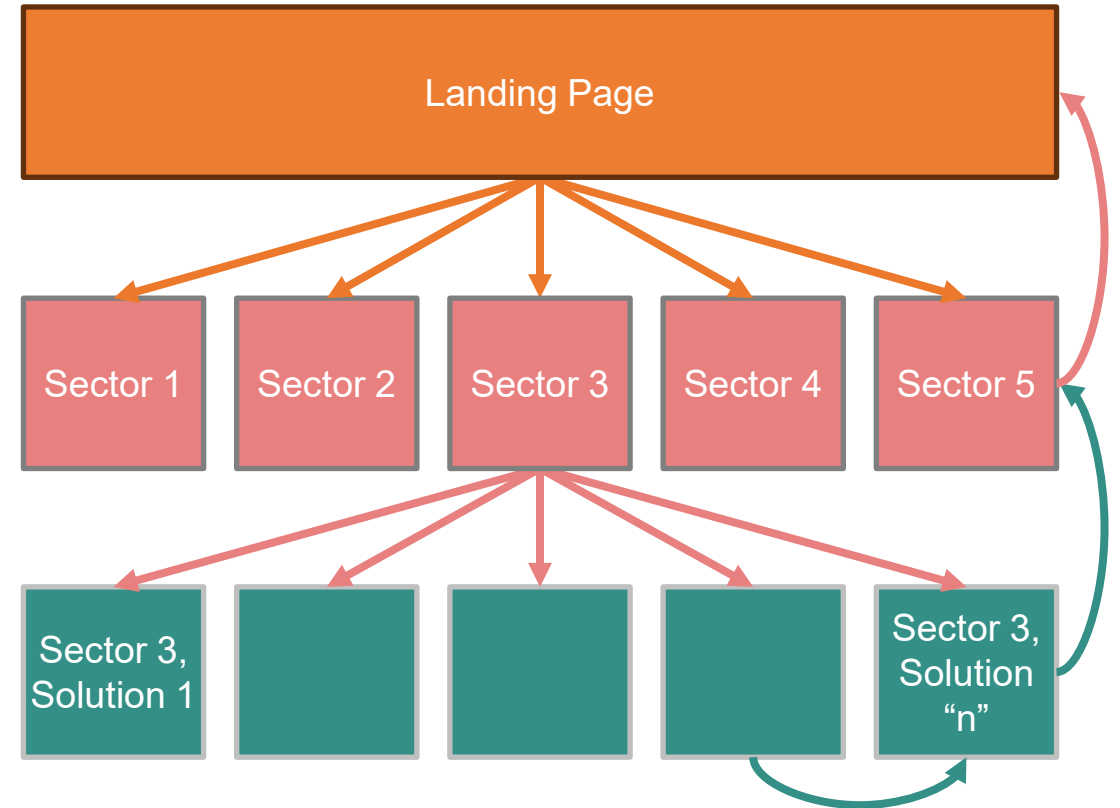 Landing Page
Sector 1
Sector 2
Sector 3
Sector 4
Sector 5
Sector 3,
Solution 1
Sector 3,
Solution
“n”